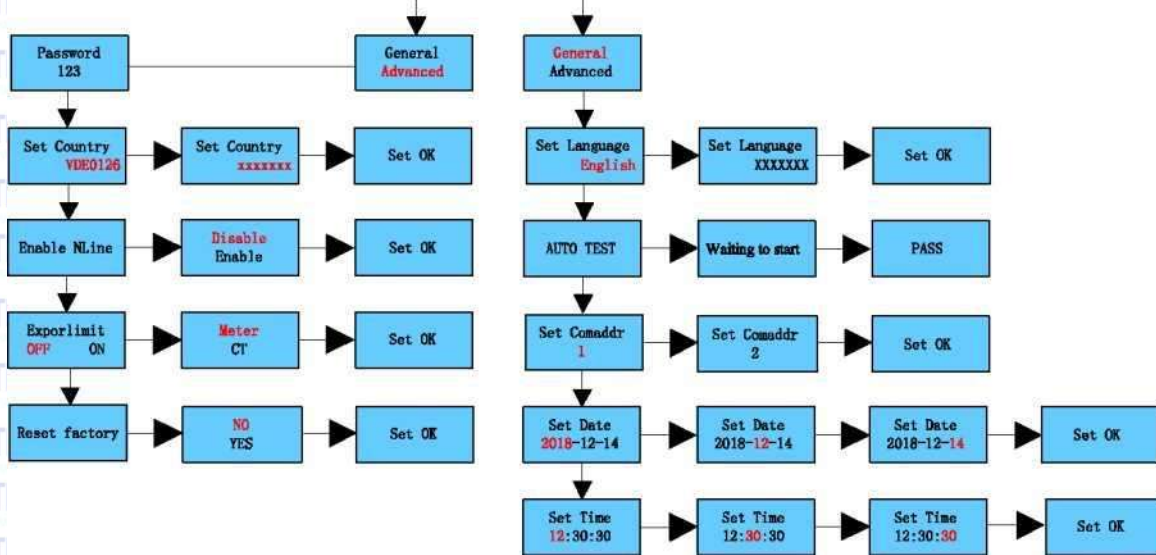 Password
123
General
Advanced
General
Advanced
Set Country
VDE0126
Set Country
xxxxxxx
Set OK
Set Language
English
Set Language
XXXXXXX
Set OK
Enable NLine
Disable
Enable
Set OK
AUTO TEST
Waiting to start
PASS
Exporlimit
OFF ON
Meter
CT
Set OK
Set Comaddr
1
Set Comaddr
2
Set OK
Reset factory
NO
YES
Set OK
Set Date
2018-12-14
Set Date
2018-12-14
Set Date
2018-12-14
Set OK
Set Time
12:30:30
Set Time
12:30:30
Set Time
12:30:30
Set OK